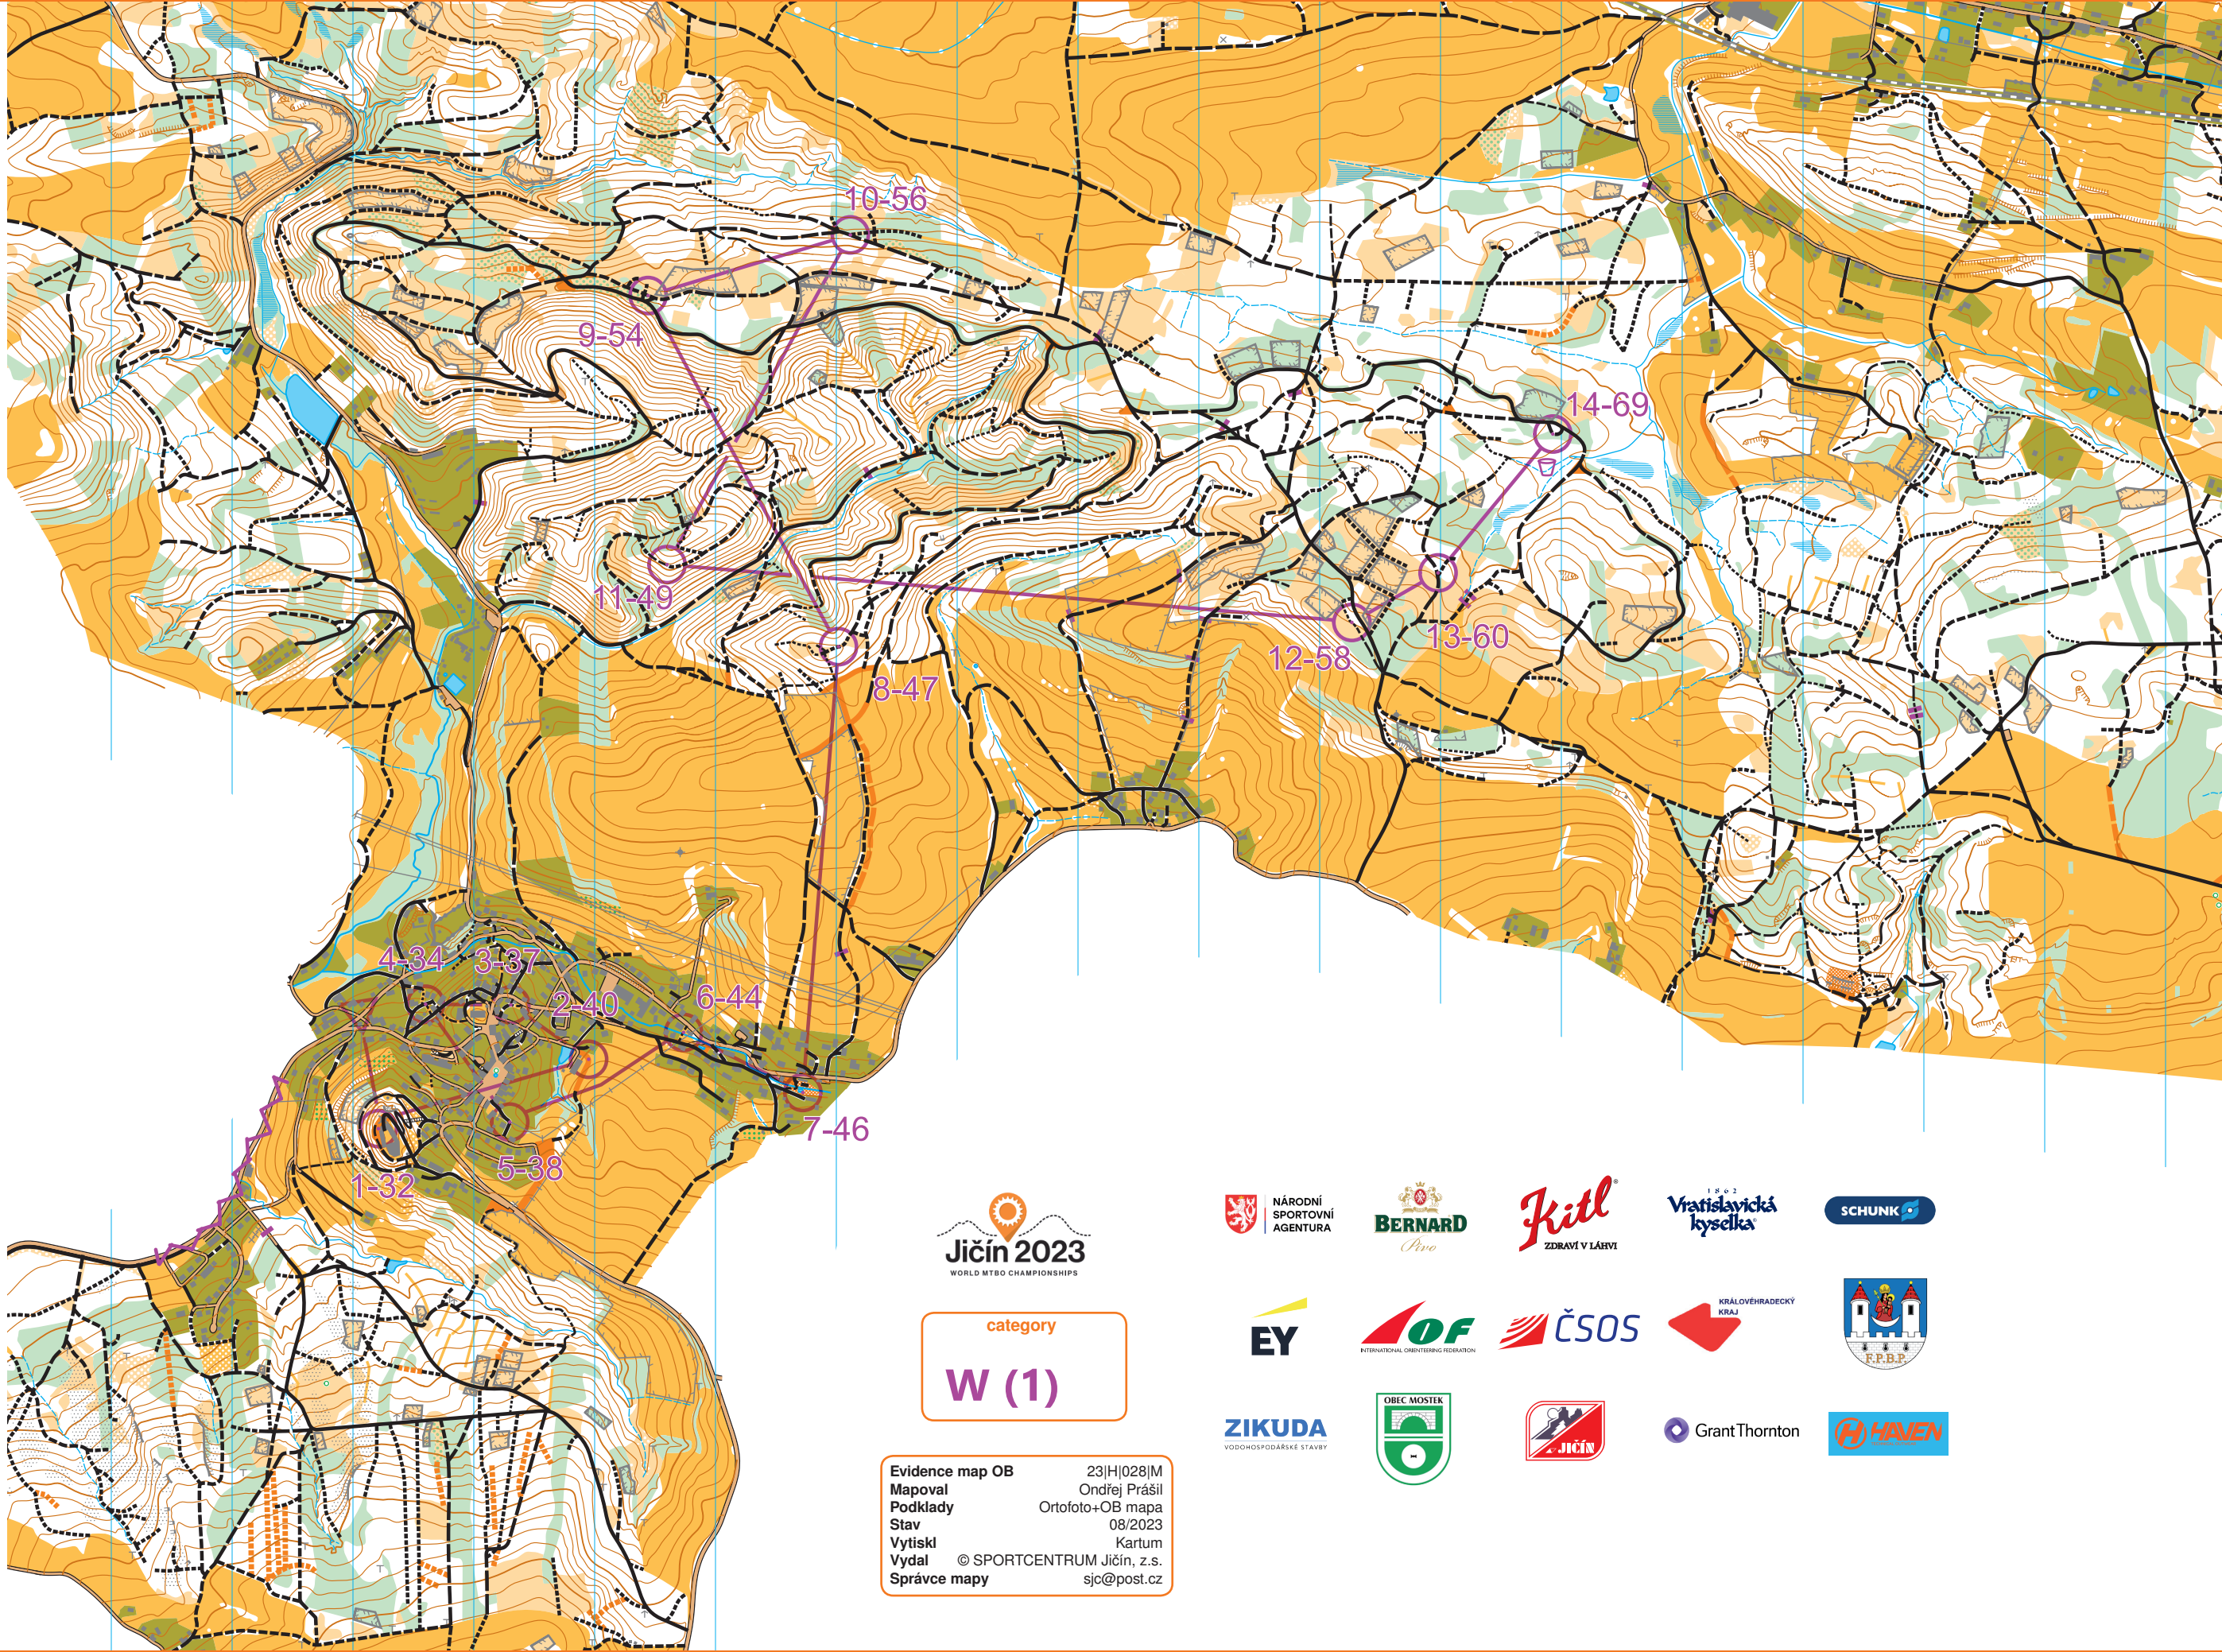 10-56
9-54
14-69
11-49
12-58
13-60
8-47
4-34
3-37
2-40
6-44
7-46
5-38
1-32
Jičín 2023
WORLD MTBO CHAMPIONSHIPS
category
W (1)
Evidence map OB 23|H|028|M
Mapoval Ondřej Prášil
Podklady Ortofoto+OB mapa
Stav 08/2023
Vytiskl Kartum
Vydal © SPORTCENTRUM Jičín, z.s.
Správce mapy sjc@post.cz
NÁRODNÍ
SPORTOVNÍ
AGENTURA
BERNARD
Pivo
Kitl®
ZDRAVÍ V LÁHVI
1862
Vratislavická
kyselka®
SCHUNK
EY
IOF
INTERNATIONAL ORIENTEERING FEDERATION
ČSOS
KRÁLOVÉHRADECKÝ
KRAJ
F.P.B.P.
ZIKUDA
VODOHOSPODÁŘSKÉ STAVBY
OBEC MOSTEK
JIČÍN
GrantThornton
HAVEN